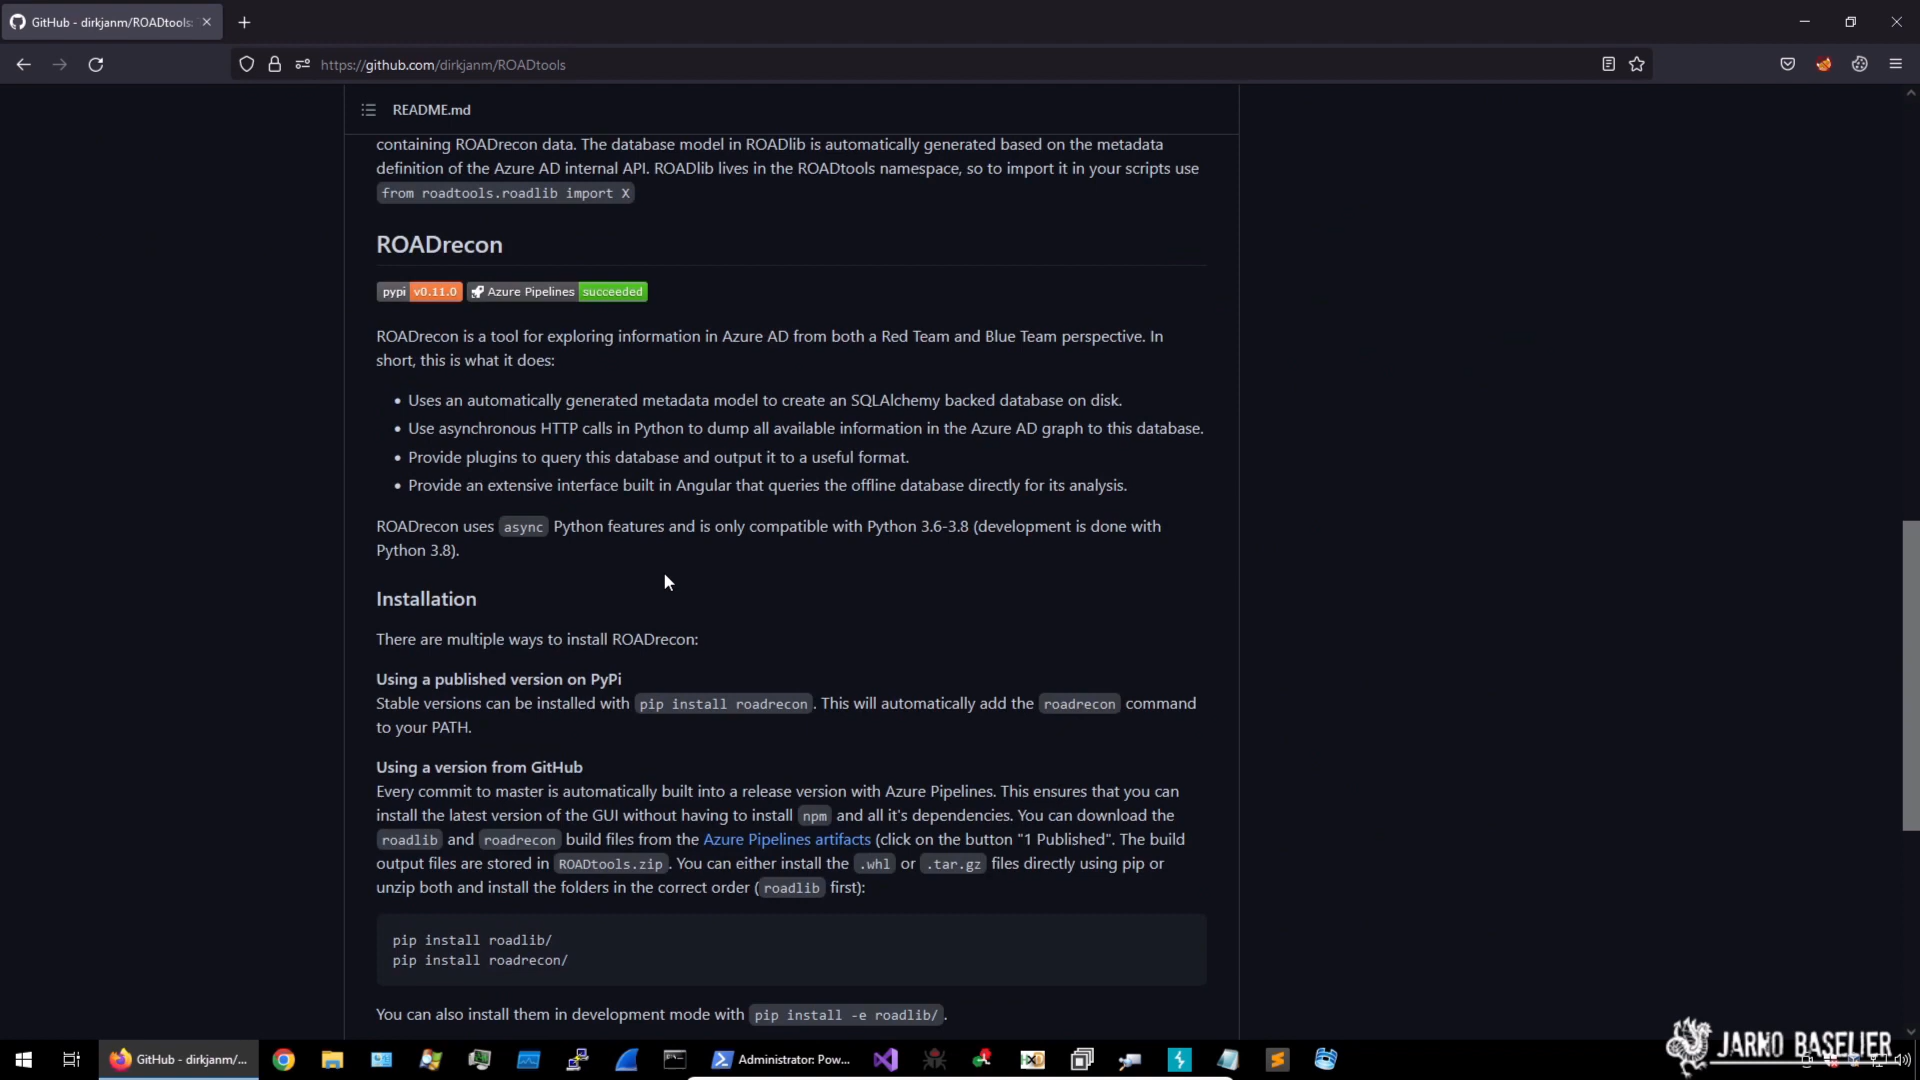 GitHub - dirkjanm/ROADtools:
https://github.com/dirkjanm/ROADtools
README.md
containing ROADrecon data. The database model in ROADlib is automatically generated based on the metadata
definition of the Azure AD internal API. ROADlib lives in the ROADtools namespace, so to import it in your scripts use
from roadtools.roadlib import X
ROADrecon
pypi v0.11.0 Azure Pipelines succeeded
ROADrecon is a tool for exploring information in Azure AD from both a Red Team and Blue Team perspective. In
short, this is what it does:
• Uses an automatically generated metadata model to create an SQLAlchemy backed database on disk.
• Use asynchronous HTTP calls in Python to dump all available information in the Azure AD graph to this database.
• Provide plugins to query this database and output it to a useful format.
• Provide an extensive interface built in Angular that queries the offline database directly for its analysis.
ROADrecon uses async Python features and is only compatible with Python 3.6-3.8 (development is done with
Python 3.8).
Installation
There are multiple ways to install ROADrecon:
Using a published version on PyPi
Stable versions can be installed with pip install roadrecon. This will automatically add the roadrecon command
to your PATH.
Using a version from GitHub
Every commit to master is automatically built into a release version with Azure Pipelines. This ensures that you can
install the latest version of the GUI without having to install npm and all it's dependencies. You can download the
roadlib and roadrecon build files from the Azure Pipelines artifacts (click on the button "1 Published". The build
output files are stored in ROADtools.zip. You can either install the .whl or .tar.gz files directly using pip or
unzip both and install the folders in the correct order (roadlib first):
pip install roadlib/
pip install roadrecon/
You can also install them in development mode with pip install -e roadlib/.
GitHub - dirkjanm/...
Administrator: Pow...
JARNO BASELIER